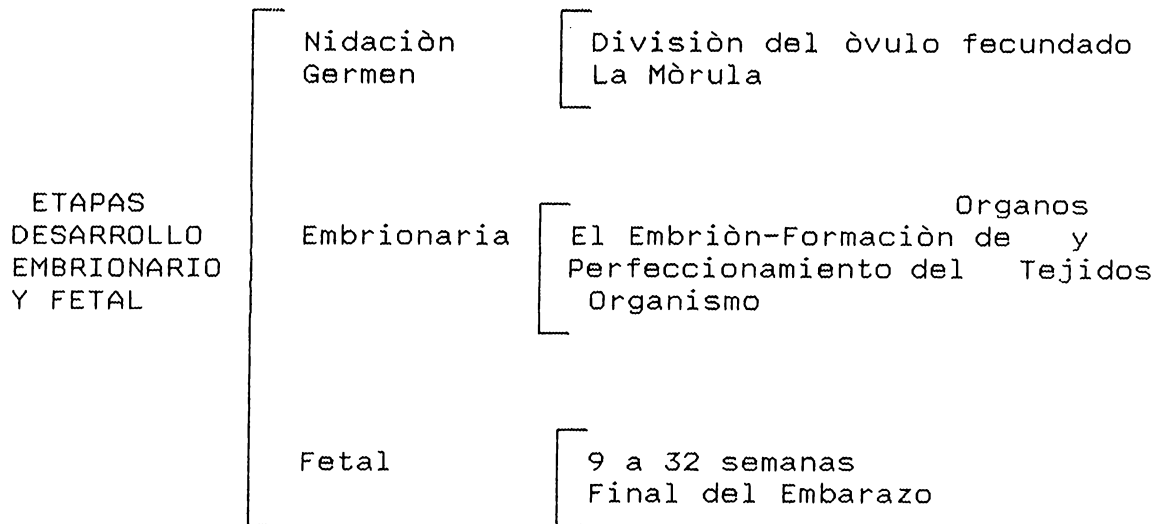 Nidaciòn
Germen
Divisiòn del òvulo fecundado
La Mòrula
ETAPAS
DESARROLLO
EMBRIONARIO
Y FETAL
Embrionaria
Organos
El Embriòn-Formaciòn de y
Perfeccionamiento del Tejidos
Organismo
Fetal
9 a 32 semanas
Final del Embarazo